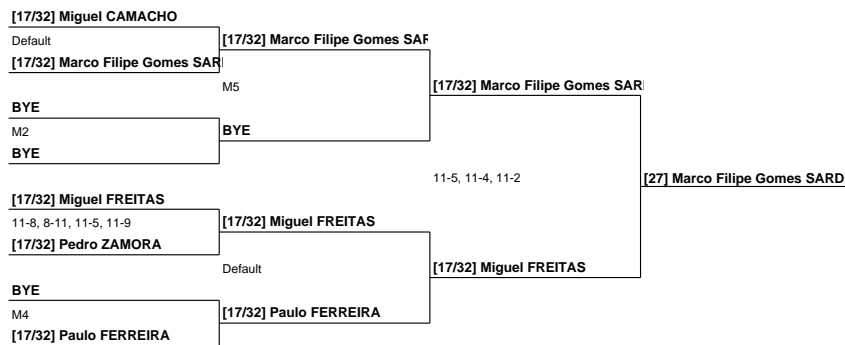 [17/32] Miguel CAMACHO
Default
[17/32] Marco Filipe Gomes SAR
[17/32] Marco Filipe Gomes SAR
M5
[17/32] Marco Filipe Gomes SAR
BYE
M2
BYE
BYE
11-5, 11-4, 11-2
[27] Marco Filipe Gomes SARD
[17/32] Miguel FREITAS
11-8, 8-11, 11-5, 11-9
[17/32] Miguel FREITAS
[17/32] Pedro ZAMORA
Default
[17/32] Miguel FREITAS
BYE
M4
[17/32] Paulo FERREIRA
[17/32] Paulo FERREIRA